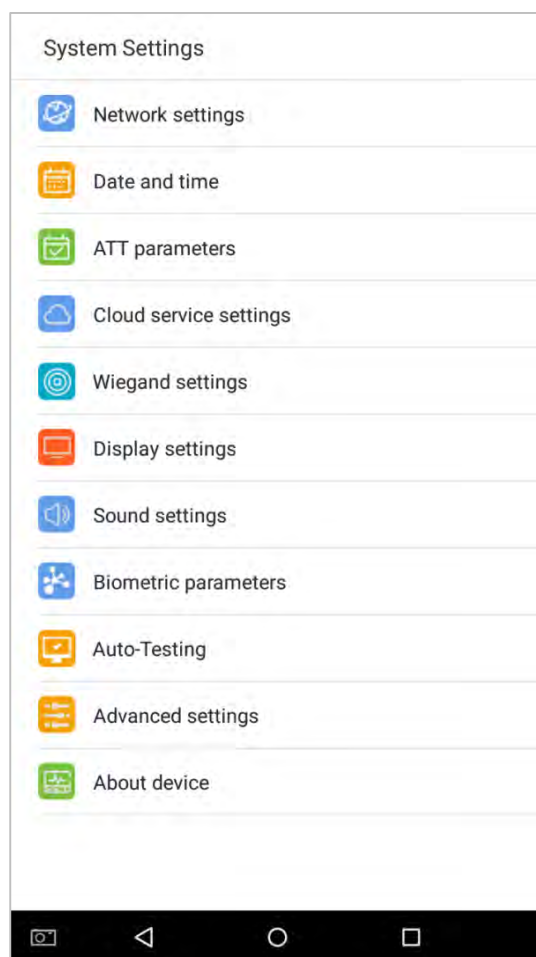 System Settings
Network settings
Date and time
ATT parameters
Cloud service settings
Wiegand settings
Display settings
Sound settings
Biometric parameters
Auto-Testing
Advanced settings
About device